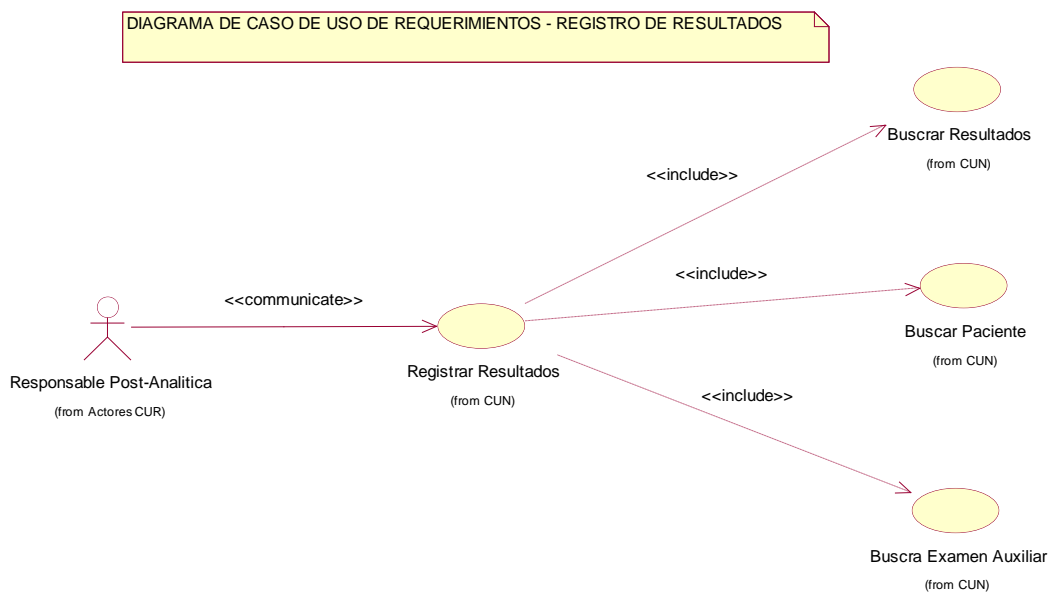 DIAGRAMA DE CASO DE USO DE REQUERIMIENTOS - REGISTRO DE RESULTADOS
Buscrar Resultados
(from CUN)
<<include>>
<<include>>
<<communicate>>
Buscar Paciente
(from CUN)
Registrar Resultados
(from CUN)
Responsable Post-Analitica
(from Actores CUR)
<<include>>
Buscra Examen Auxiliar
(from CUN)